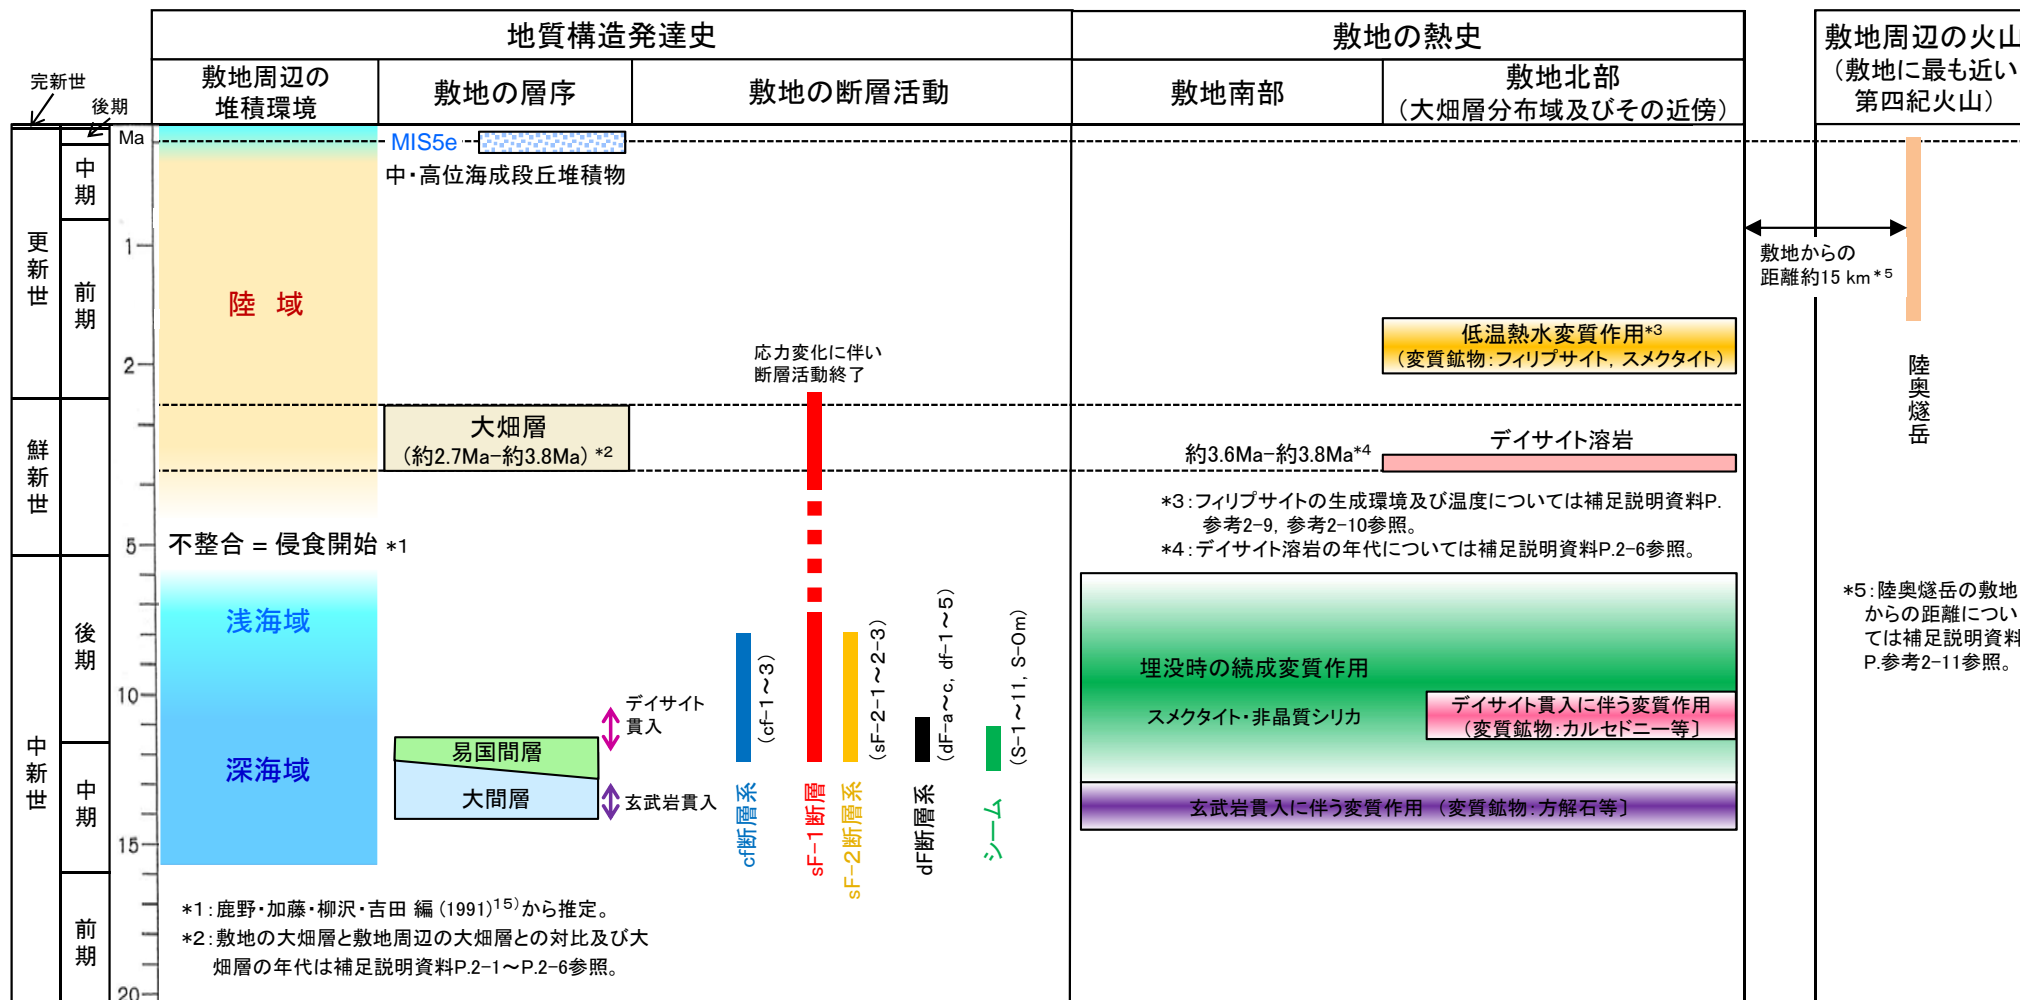 地質構造発達史
敷地の熱史
敷地周辺の火山
（敷地に最も近い
第四紀火山）
敷地周辺の
堆積環境
敷地の層序
敷地の断層活動
敷地南部
敷地北部
（大畑層分布域及びその近傍）
完新世
後期
Ma
中期
更新世
前期
鮮新世
後期
中新世
中期
前期
1
2
5
10
15
20
陸 域
不整合 = 侵食開始 *1
浅海域
深海域
MIS5e
中・高位海成段丘堆積物
大畑層
（約2.7Ma−約3.8Ma）*2
易国間層
大間層
デイサイト
貫入
玄武岩貫入
応力変化に伴い
断層活動終了
cf断層系
（cf−1～3）
sF−1断層
sF−2断層系
（sF−2−1～2−3）
dF断層系
（dF−a～c, df−1～5）
シーム
（S−1～11, S−Om）
低温熱水変質作用*3
（変質鉱物：フィリプサイト, スメクタイト）
約3.6Ma−約3.8Ma*4
デイサイト溶岩
*3：フィリプサイトの生成環境及び温度については補足説明資料P.
参考2−9, 参考2−10参照。
*4：デイサイト溶岩の年代については補足説明資料P.2−6参照。
埋没時の続成変質作用
スメクタイト・非晶質シリカ
デイサイト貫入に伴う変質作用
（変質鉱物：カルセドニー等〕
玄武岩貫入に伴う変質作用 （変質鉱物：方解石等〕
敷地からの
距離約15 km*5
陸奥燧岳
*5：陸奥燧岳の敷地
からの距離につい
ては補足説明資料
P.参考2−11参照。
*1：鹿野・加藤・柳沢・吉田 編（1991）15)から推定。
*2：敷地の大畑層と敷地周辺の大畑層との対比及び大
畑層の年代は補足説明資料P.2−1～P.2−6参照。